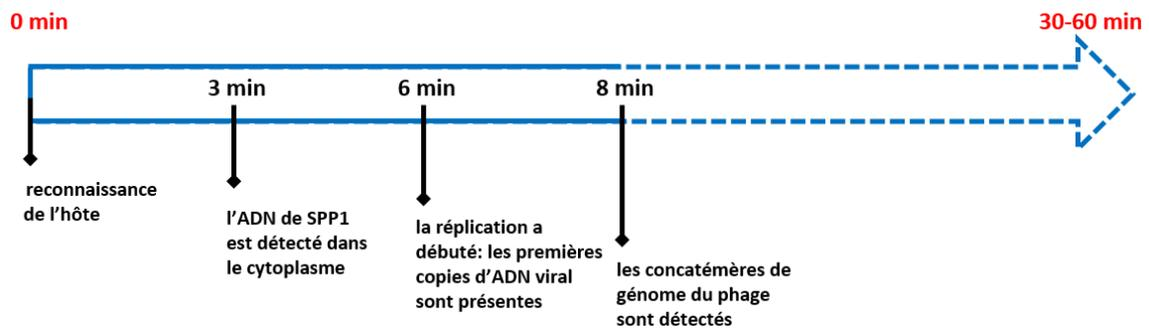 0 min
30-60 min
3 min
6 min
8 min
reconnaissance
de l’hôte
l’ADN de SPP1
est détecté dans
le cytoplasme
la réplication a
débuté: les premières
copies d’ADN viral
sont présentes
les concatémères de
génome du phage
sont détectés